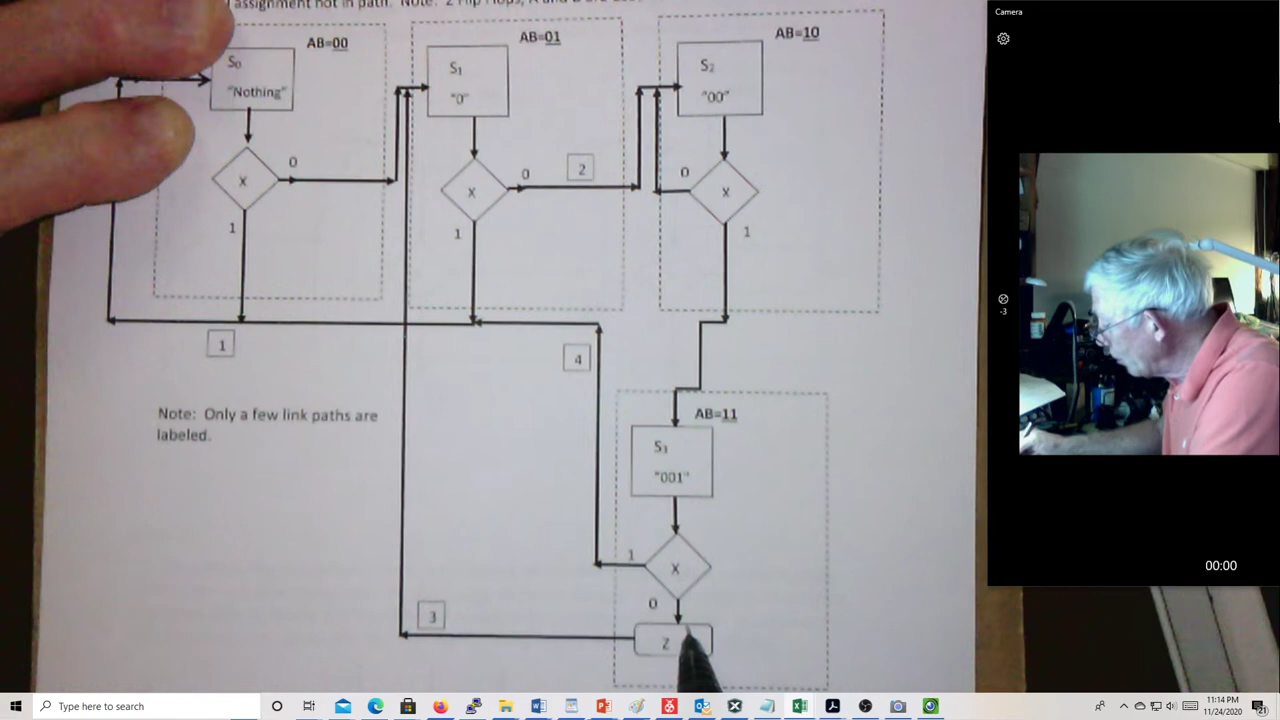 assignment not in path. Note: 2 Flip Flops, A and B are
AB=00
S0
"Nothing"
X
0
1
AB=01
S1
"0"
X
0
2
1
AB=10
S2
"00"
0
X
1
1
4
Note: Only a few link paths are
labeled.
AB=11
S3
"001"
1
X
0
3
Z
Camera
-3
00:00
Type here to search
11:14 PM
11/24/2020
21